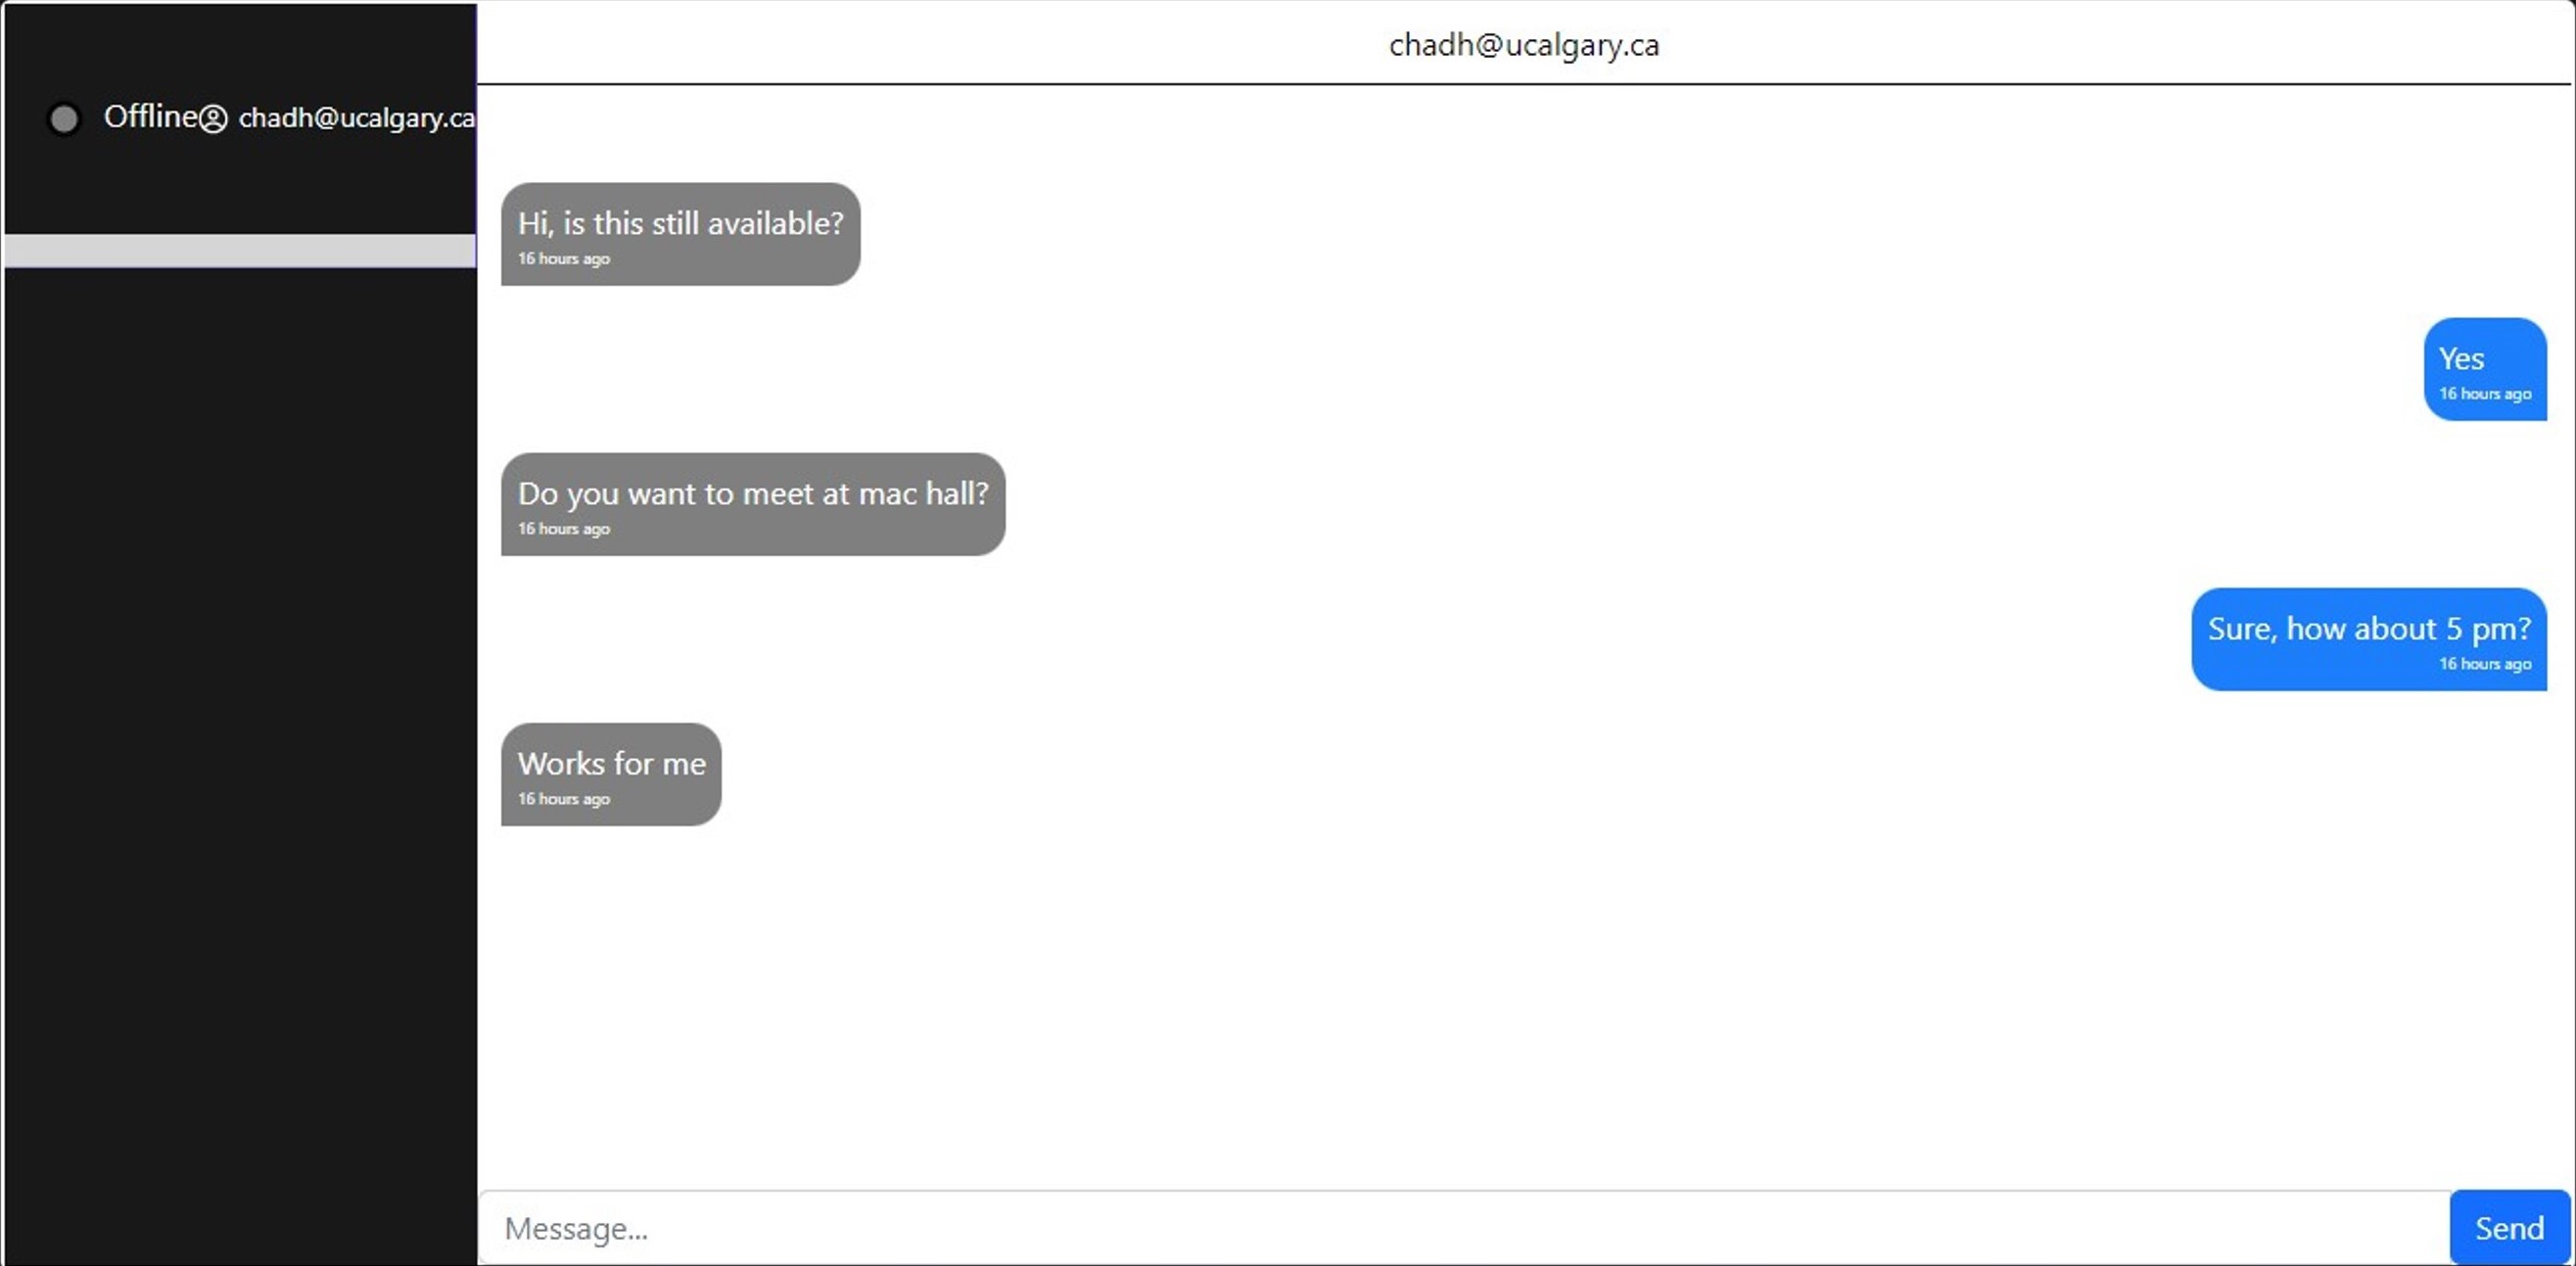 chadh@ucalgary.ca
Offline chadh@ucalgary.ca
Hi, is this still available?
16 hours ago
Yes
16 hours ago
Do you want to meet at mac hall?
16 hours ago
Sure, how about 5 pm?
16 hours ago
Works for me
16 hours ago
Message...
Send